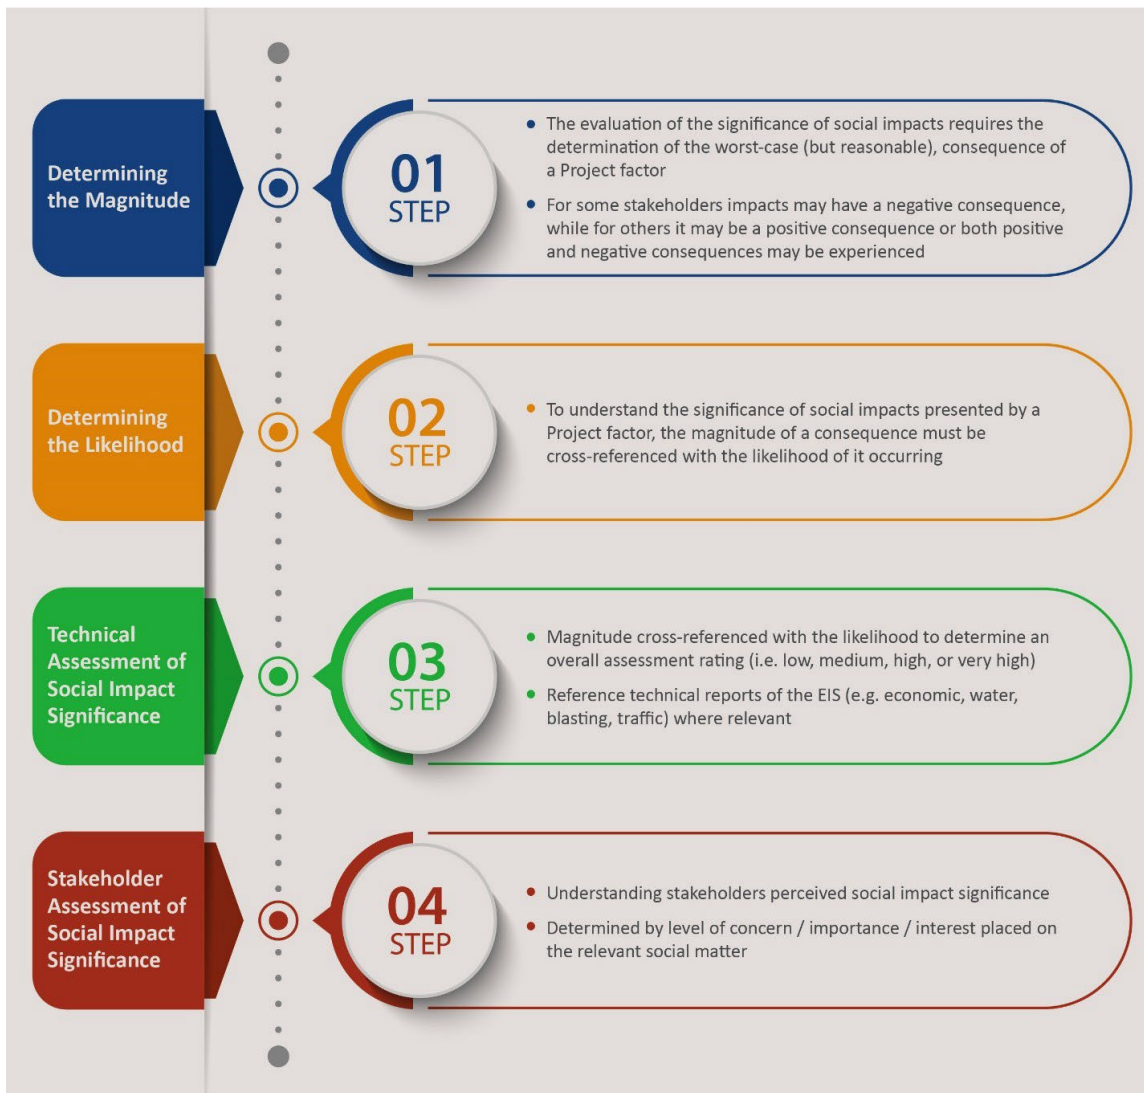 Determining
the Magnitude
01
STEP
The evaluation of the significance of social impacts requires the
determination of the worst-case (but reasonable), consequence of
a Project factor
For some stakeholders impacts may have a negative consequence,
while for others it may be a positive consequence or both positive
and negative consequences may be experienced
Determining
the Likelihood
02
STEP
To understand the significance of social impacts presented by a
Project factor, the magnitude of a consequence must be
cross-referenced with the likelihood of it occurring
Technical
Assessment of
Social Impact
Significance
03
STEP
Magnitude cross-referenced with the likelihood to determine an
overall assessment rating (i.e. low, medium, high, or very high)
Reference technical reports of the EIS (e.g. economic, water,
blasting, traffic) where relevant
Stakeholder
Assessment of
Social Impact
Significance
04
STEP
Understanding stakeholders perceived social impact significance
Determined by level of concern / importance / interest placed on
the relevant social matter